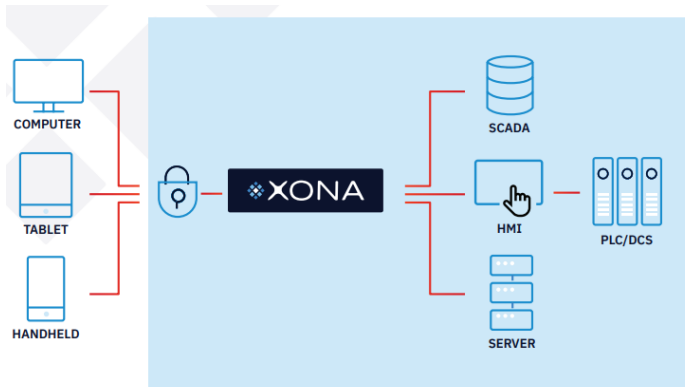 COMPUTER
TABLET
HANDHELD
XONA
SCADA
HMI
PLC/DCS
SERVER